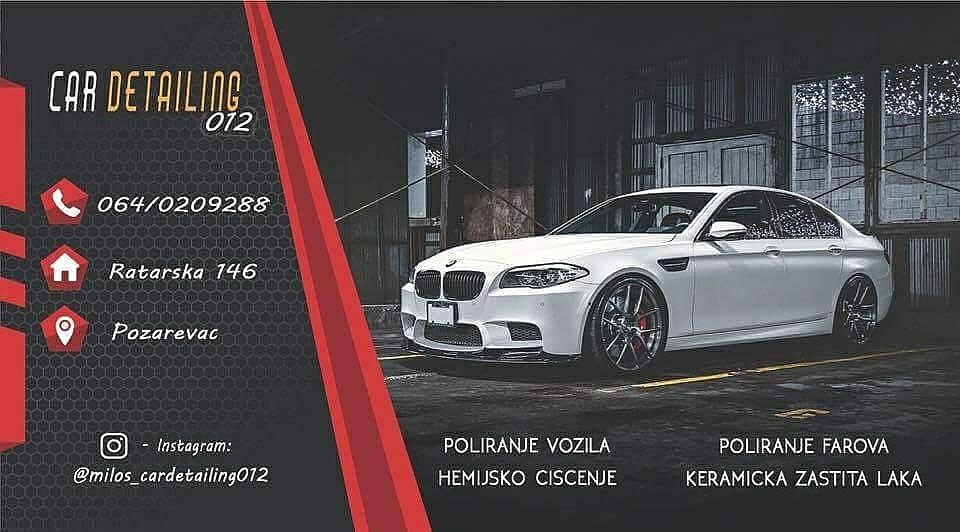 CAR DETAILING
012
064/0209288
Ratarska 146
Pozarevac
- Instagram:
@milos_cardetailing012
POLIRANJE VOZILA
HEMIJSKO CISCENJE
POLIRANJE FAROVA
KERAMICKA ZASTITA LAKA